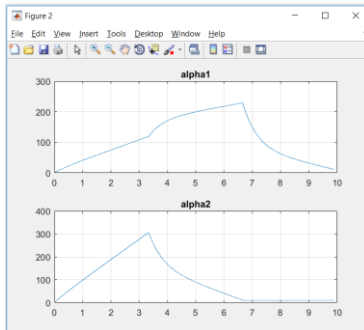 Figure 2
File Edit View Insert Tools Desktop Window Help
alpha1
300
200
100
0
0 1 2 3 4 5 6 7 8 9 10
alpha2
400
300
200
100
0
0 1 2 3 4 5 6 7 8 9 10